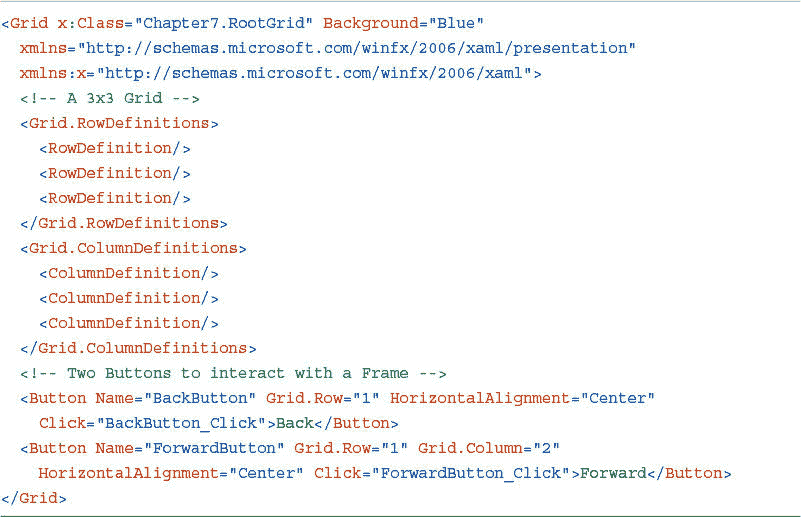 <Grid x:Class="Chapter7.RootGrid" Background="Blue"
  xmlns="http://schemas.microsoft.com/winfx/2006/xaml/presentation"
  xmlns:x="http://schemas.microsoft.com/winfx/2006/xaml">
  <!-- A 3x3 Grid -->
  <Grid.RowDefinitions>
    <RowDefinition/>
    <RowDefinition/>
    <RowDefinition/>
  </Grid.RowDefinitions>
  <Grid.ColumnDefinitions>
    <ColumnDefinition/>
    <ColumnDefinition/>
    <ColumnDefinition/>
  </Grid.ColumnDefinitions>
  <!-- Two Buttons to interact with a Frame -->
  <Button Name="BackButton" Grid.Row="1" HorizontalAlignment="Center"
    Click="BackButton_Click">Back</Button>
  <Button Name="ForwardButton" Grid.Row="1" Grid.Column="2"
    HorizontalAlignment="Center" Click="ForwardButton_Click">Forward</Button>
</Grid>